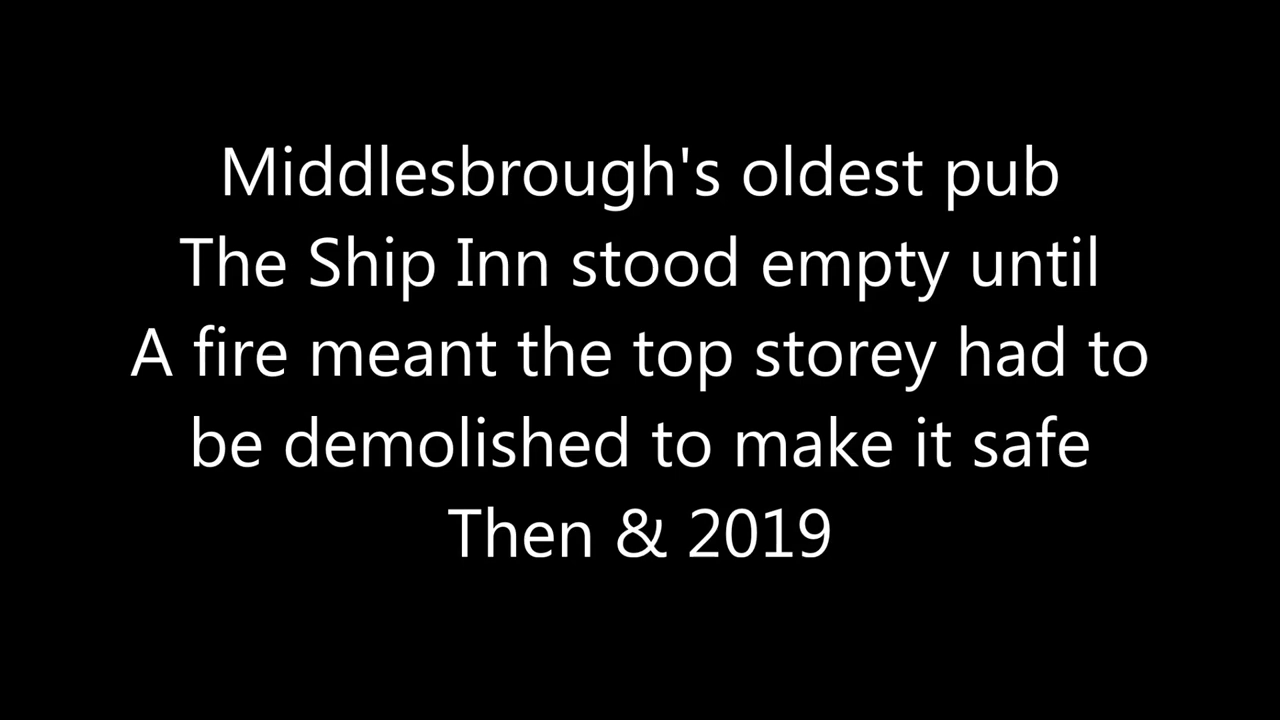 Middlesbrough's oldest pub
The Ship Inn stood empty until
A fire meant the top storey had to
be demolished to make it safe
Then & 2019